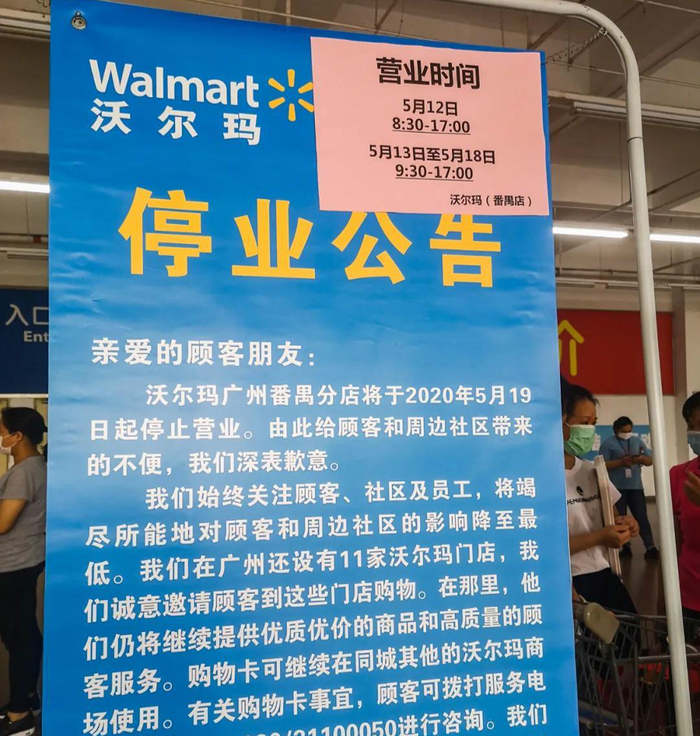 Walmart
沃尔玛
营业时间
5月12日
8:30-17:00
5月13日至5月18日
9:30-17:00
沃尔玛（番禺店）
停业公告
入口
Ent
亲爱的顾客朋友：
沃尔玛广州番禺分店将于2020年5月19
日起停止营业。由此给顾客和周边社区带来
的不便，我们深表歉意。
我们始终关注顾客、社区及员工，将竭
尽所能地对顾客和周边社区的影响降至最
低。我们在广州还设有11家沃尔玛门店，我
们诚意邀请顾客到这些门店购物。在那里，他
们仍将继续提供优质优价的商品和高质量的顾
客服务。购物卡可继续在同城其他的沃尔玛商
场使用。有关购物卡事宜，顾客可拨打服务电
/31100050进行咨询。我们